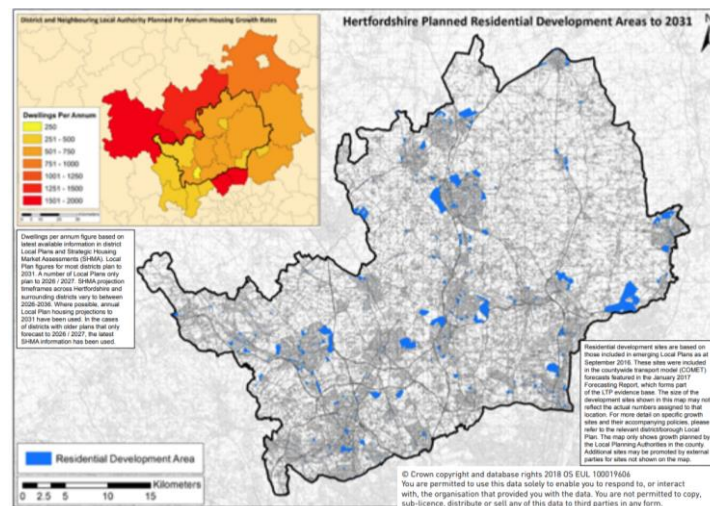 District and Neighbouring Local Authority Planned Per Annum Housing Growth Rates
Hertfordshire Planned Residential Development Areas to 2031
N
Dwellings Per Annum
250
251 - 500
501 - 750
751 - 1000
1001 - 1250
1251 - 1500
1501 - 2000
Dwellings per annum figure based on
latest available information in district
Local Plans and Strategic Housing
Market Assessments (SHMA). Local
Plan figures for most districts plan to
2031. A number of Local Plans only
plan to 2026 / 2027. SHMA projection
timeframes across Hertfordshire and
surrounding districts vary to between
2026-2036. Where possible, annual
Local Plan housing projections to
2031 have been used. In the cases
of districts with older plans that only
forecast to 2026 / 2027, the latest
SHMA information has been used.
Residential development sites are based on
those included in emerging Local Plans as at
September 2016. These sites were included
in the countywide transport model (COMET)
forecasts featured in the January 2017
Forecasting Report, which forms part
of the LTP evidence base. The size of the
development sites shown in this map may not
reflect the actual numbers assigned to that
location. For more detail on specific growth
sites and their accompanying policies, please
refer to the relevant district/borough Local
Plan. The map only shows growth planned by
the Local Planning Authorities in the county.
Additional sites may be promoted by external
parties for sites not shown on the map.
Residential Development Area
Kilometers
0 2.5 5 10 15
© Crown copyright and database rights 2018 OS EUL 100019606
You are permitted to use this data solely to enable you to respond to, or interact
with, the organisation that provided you with the data. You are not permitted to copy,
sub-licence, distribute or sell any of this data to third parties in any form.